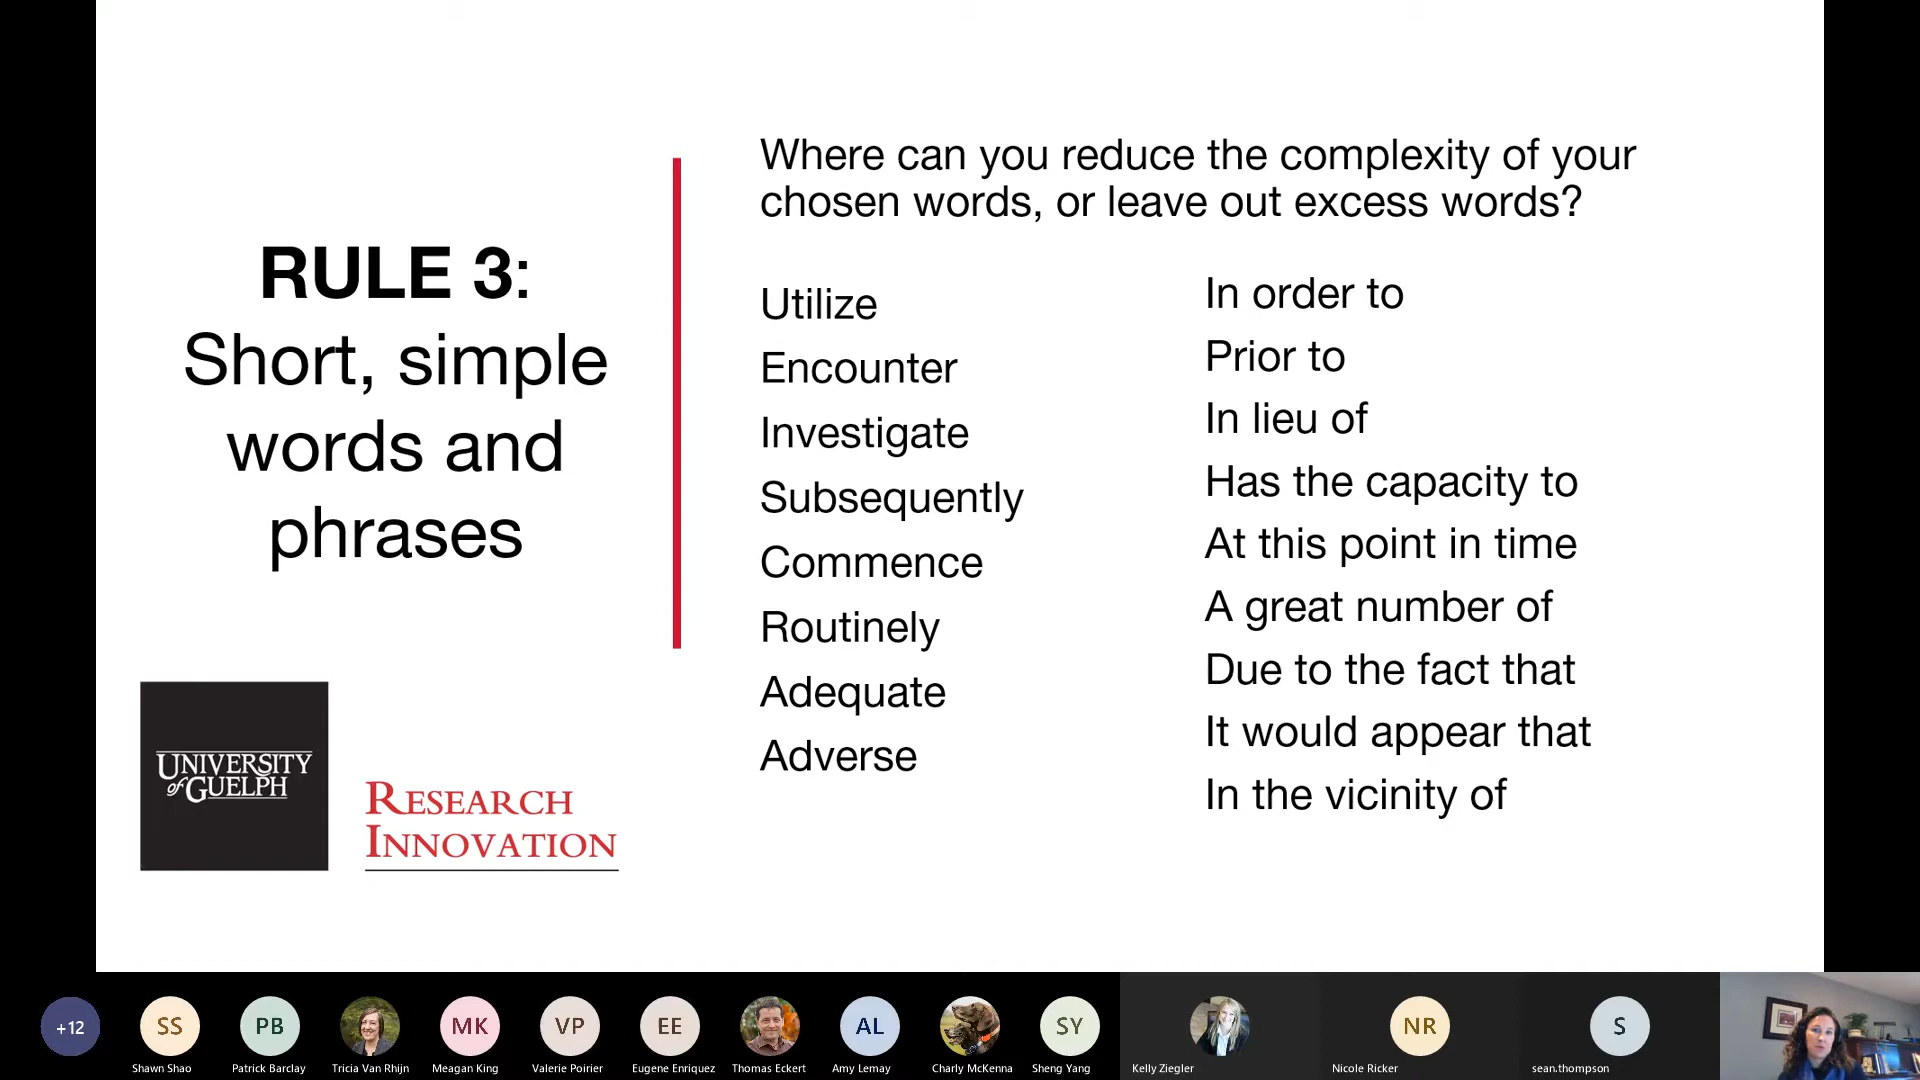 RULE 3:
Short, simple
words and
phrases
Where can you reduce the complexity of your
chosen words, or leave out excess words?
Utilize
Encounter
Investigate
Subsequently
Commence
Routinely
Adequate
Adverse
In order to
Prior to
In lieu of
Has the capacity to
At this point in time
A great number of
Due to the fact that
It would appear that
In the vicinity of
UNIVERSITY
of GUELPH
RESEARCH
INNOVATION
+12
SS
PB
MK
VP
EE
AL
SY
NR
S
Shawn Shao
Patrick Barclay
Tricia Van Rhijn
Meagan King
Valerie Poirier
Eugene Enriquez
Thomas Eckert
Amy Lemay
Charly McKenna
Sheng Yang
Kelly Ziegler
Nicole Ricker
sean.thompson